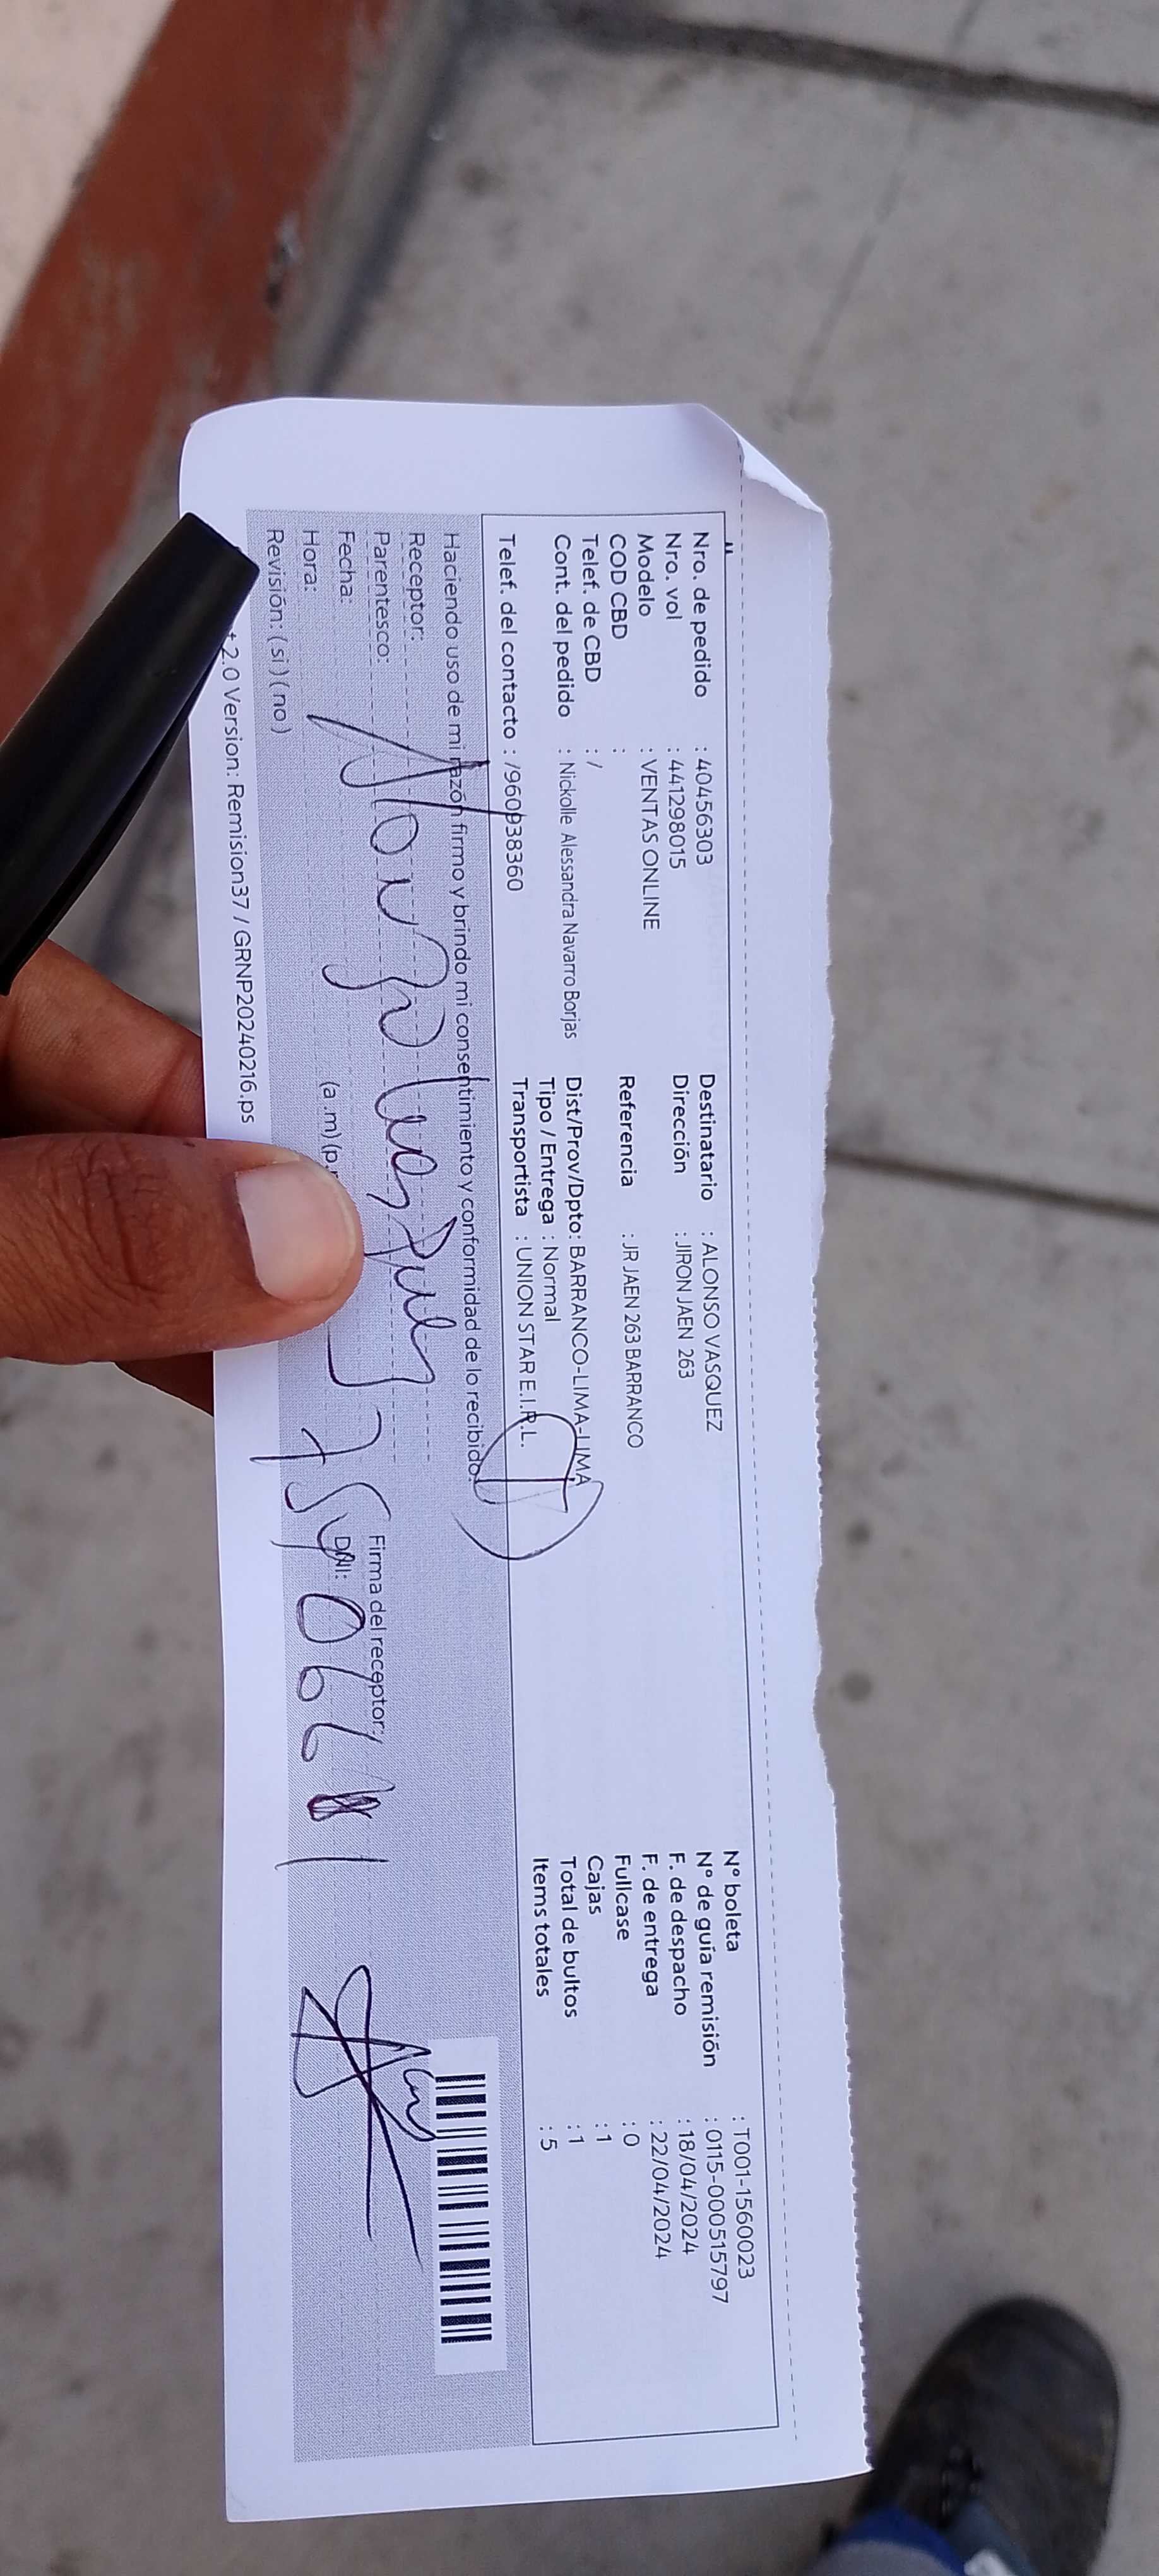 Nro. de pedido : 40456303
Nro. vol : 441298015
Modelo : VENTAS ONLINE
COD CBD :
Telef. de CBD : /
Cont. del pedido : Nickolle Alessandra Navarro Borjas
Telef. del contacto : /960938360
Destinatario : ALONSO VASQUEZ
Dirección : JIRON JAEN 263
Referencia : JR JAEN 263 BARRANCO
Dist/Prov/Dpto: BARRANCO-LIMA-LIMA
Tipo / Entrega : Normal
Transportista : UNION STAR E.I.R.L.
N° boleta : T001-1560023
N° de guía remisión : 0115-000515797
F. de despacho : 18/04/2024
F. de entrega : 22/04/2024
Fullcase : 0
Cajas : 1
Total de bultos : 1
Items totales : 5
Haciendo uso de mi razón firmo y brindo mi consentimiento y conformidad de lo recibido.
Receptor:
Parentesco:
Fecha:
Hora: (a.m) (p.
Revisión: ( si ) ( no )
Firma del receptor:
DNI:
2.0 Version: Remision37 / GRNP20240216.ps